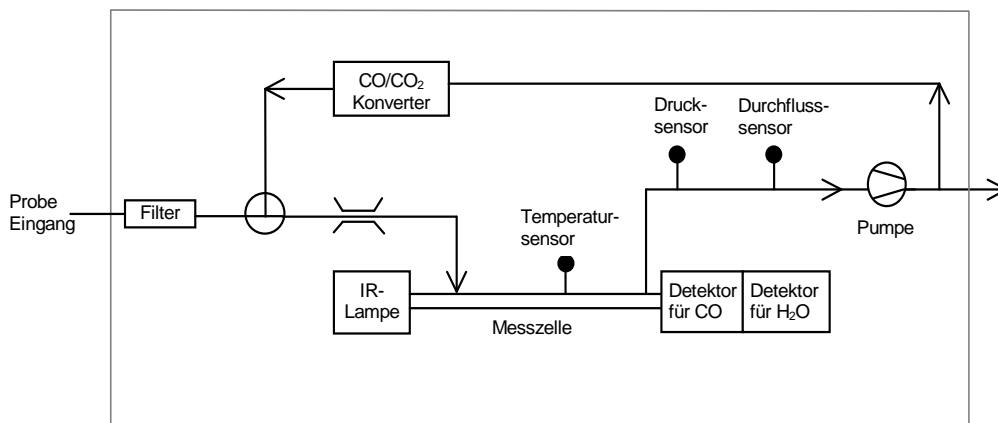 CO/CO₂
Konverter
Druck-
sensor
Durchfluss-
sensor
Probe
Eingang
Filter
Temperatur-
sensor
Pumpe
IR-
Lampe
Messzelle
Detektor
für CO
Detektor
für H₂O